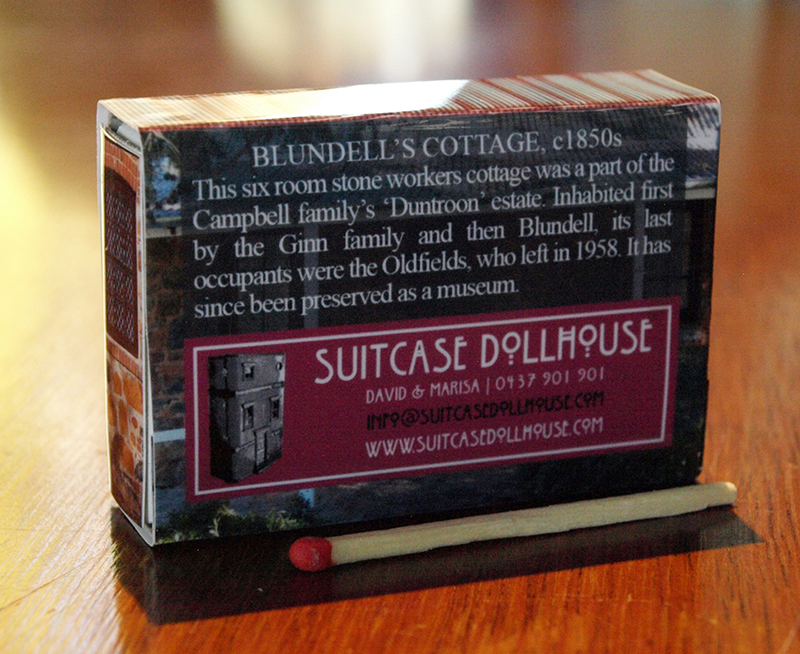 BLUNDELL'S COTTAGE, c1850s
This six room stone workers cottage was a part of the
Campbell family's 'Duntroon' estate. Inhabited first
by the Ginn family and then Blundell, its last
occupants were the Oldfields, who left in 1958. It has
since been preserved as a museum.
SUITCASE DOLLHOUSE
DAVID & MARISA | 0437 901 901
INFO@SUITCASEDOLLHOUSE.COM
WWW.SUITCASEDOLLHOUSE.COM